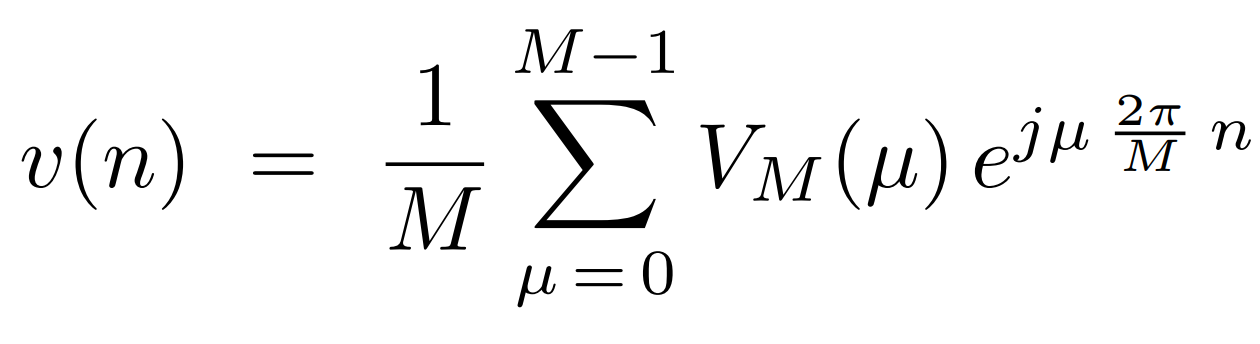 v(n) = \frac{1}{M} \sum_{\mu=0}^{M-1} V_M(\mu) e^{j\mu \frac{2\pi}{M} n}